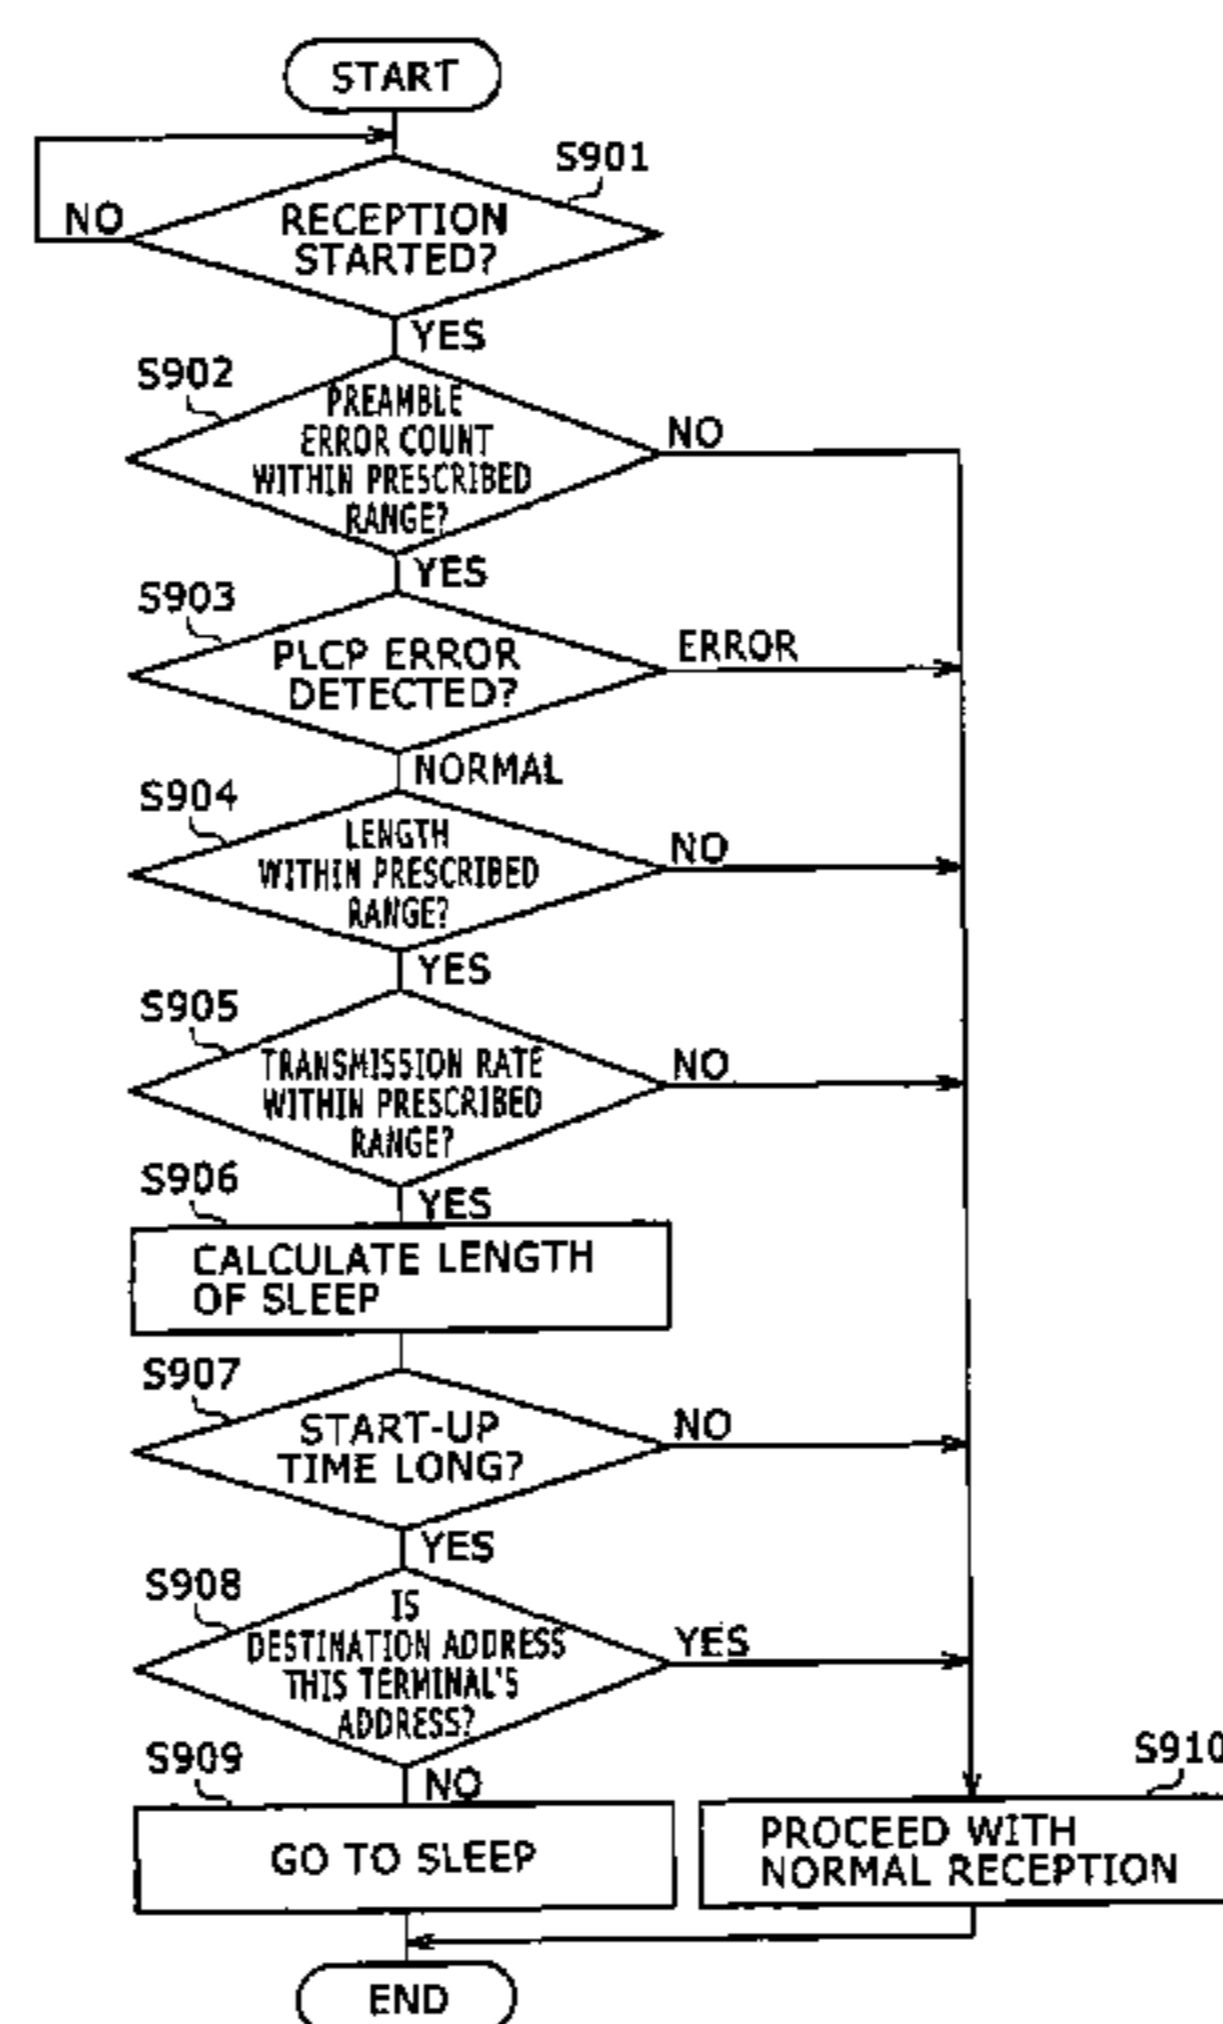 START
S901
NO
RECEPTION
STARTED?
YES
S902
PREAMBLE
ERROR COUNT
WITHIN PRESCRIBED
RANGE?
NO
YES
S903
PLCP ERROR
DETECTED?
ERROR
NORMAL
S904
LENGTH
WITHIN PRESCRIBED
RANGE?
NO
YES
S905
TRANSMISSION RATE
WITHIN PRESCRIBED
RANGE?
NO
YES
S906
CALCULATE LENGTH
OF SLEEP
S907
START-UP
TIME LONG?
NO
YES
S908
IS
DESTINATION ADDRESS
THIS TERMINAL'S
ADDRESS?
YES
NO
S909
GO TO SLEEP
S910
PROCEED WITH
NORMAL RECEPTION
END